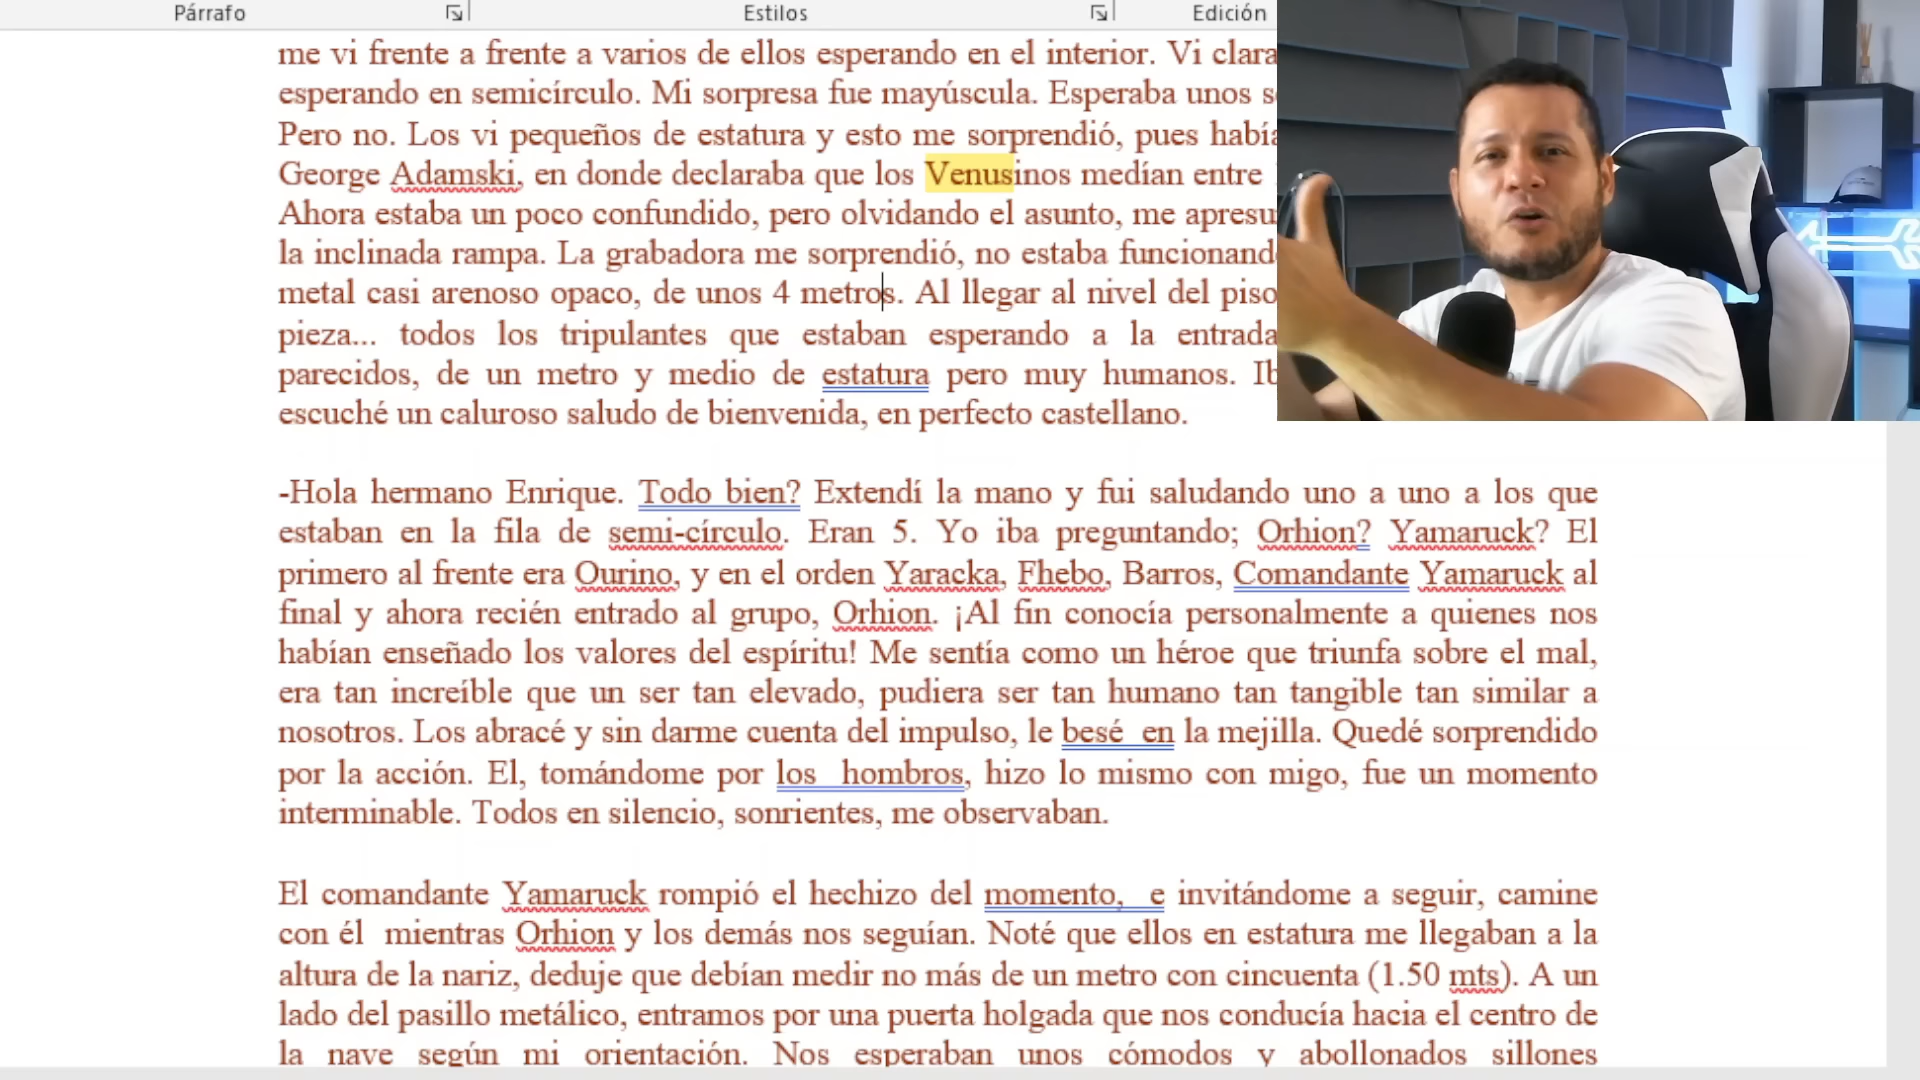 Párrafo Estilos Edición
me vi frente a frente a varios de ellos esperando en el interior. Vi clara
esperando en semicírculo. Mi sorpresa fue mayúscula. Esperaba unos s
Pero no. Los vi pequeños de estatura y esto me sorprendió, pues habí
George Adamski, en donde declaraba que los Venusinos medían entre
Ahora estaba un poco confundido, pero olvidando el asunto, me apresu
la inclinada rampa. La grabadora me sorprendió, no estaba funcionand
metal casi arenoso opaco, de unos 4 metros. Al llegar al nivel del piso
pieza... todos los tripulantes que estaban esperando a la entrada
parecidos, de un metro y medio de estatura pero muy humanos. Ib
escuché un caluroso saludo de bienvenida, en perfecto castellano.
-Hola hermano Enrique. Todo bien? Extendí la mano y fui saludando uno a uno a los que
estaban en la fila de semi-círculo. Eran 5. Yo iba preguntando; Orhion? Yamaruck? El
primero al frente era Ourino, y en el orden Yaracka, Fhebo, Barros, Comandante Yamaruck al
final y ahora recién entrado al grupo, Orhion. ¡Al fin conocía personalmente a quienes nos
habían enseñado los valores del espíritu! Me sentía como un héroe que triunfa sobre el mal,
era tan increíble que un ser tan elevado, pudiera ser tan humano tan tangible tan similar a
nosotros. Los abracé y sin darme cuenta del impulso, le besé en la mejilla. Quedé sorprendido
por la acción. El, tomándome por los hombros, hizo lo mismo con migo, fue un momento
interminable. Todos en silencio, sonrientes, me observaban.
El comandante Yamaruck rompió el hechizo del momento, e invitándome a seguir, camine
con él mientras Orhion y los demás nos seguían. Noté que ellos en estatura me llegaban a la
altura de la nariz, deduje que debían medir no más de un metro con cincuenta (1.50 mts). A un
lado del pasillo metálico, entramos por una puerta holgada que nos conducía hacia el centro de
la nave según mi orientación. Nos esperaban unos cómodos y abollonados sillones